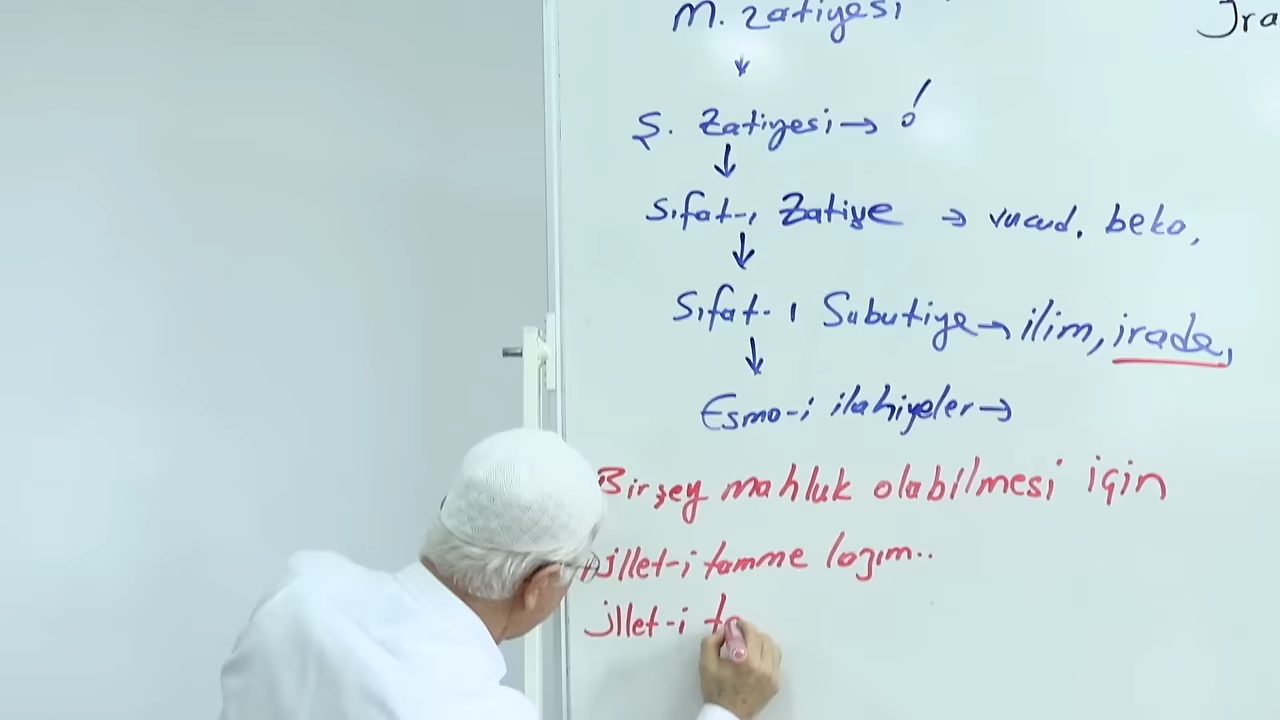 M. Zatiyesi
İra
Ş. Zatiyesi →
↓
Sıfat-ı Zatiye → vucud, beka,
↓
Sıfat-ı Subutiye → ilim, irade,
↓
Esma-i ilahiyeler →
Birşey mahluk olabilmesi için
illet-i tamme lazım..
illet-i ta